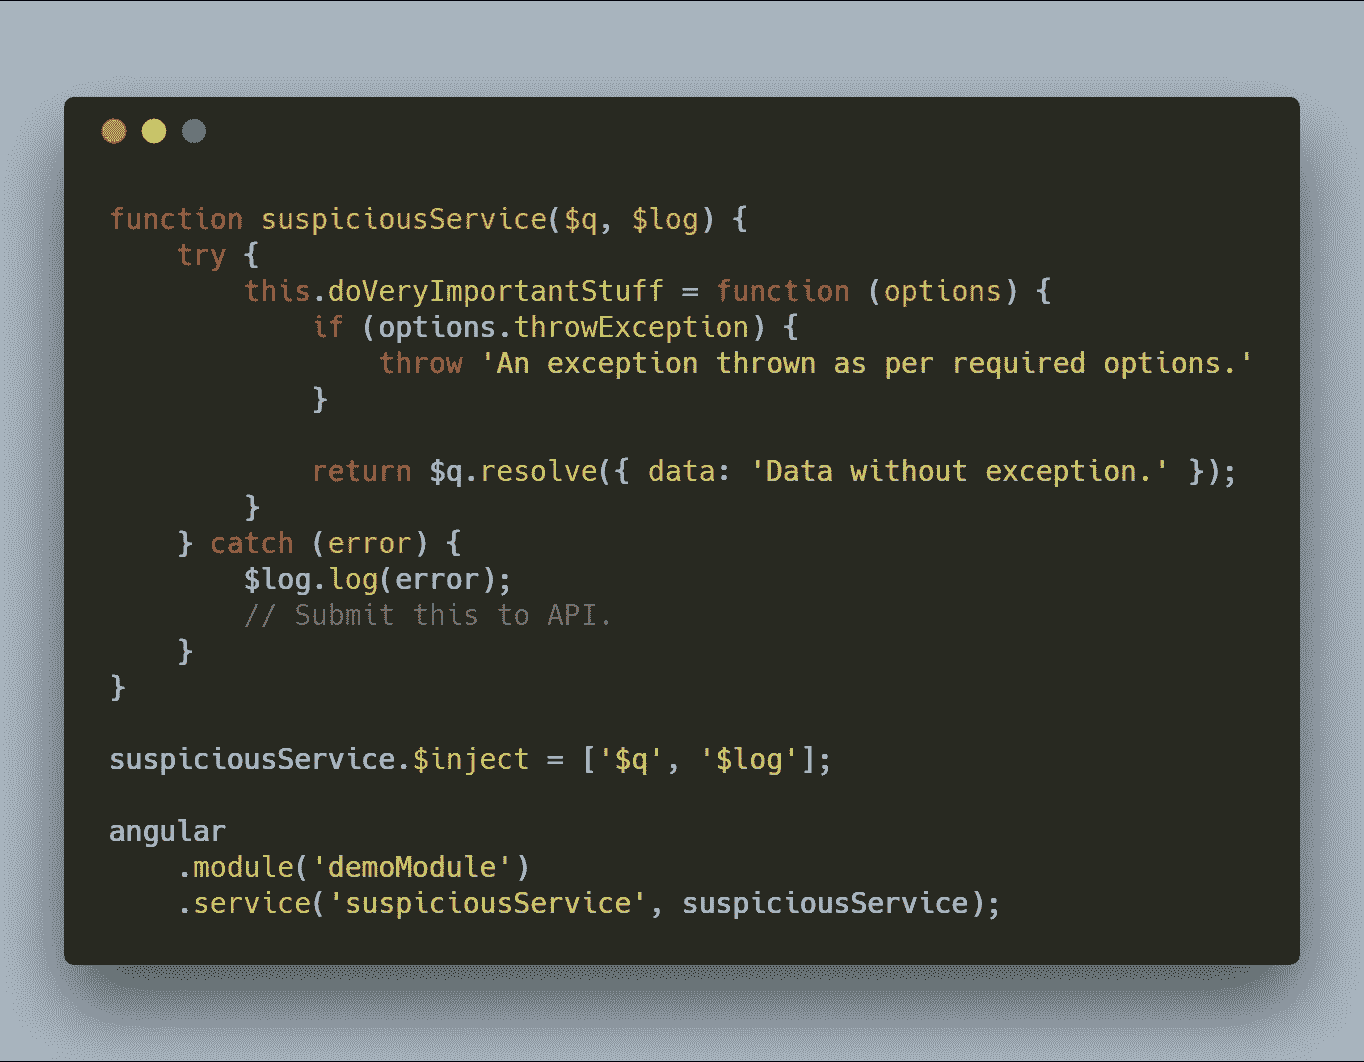 function suspiciousService($q, $log) {
    try {
        this.doVeryImportantStuff = function (options) {
            if (options.throwException) {
                throw 'An exception thrown as per required options.'
            }

            return $q.resolve({ data: 'Data without exception.' });
        }
    } catch (error) {
        $log.log(error);
        // Submit this to API.
    }
}

suspiciousService.$inject = ['$q', '$log'];

angular
    .module('demoModule')
    .service('suspiciousService', suspiciousService);